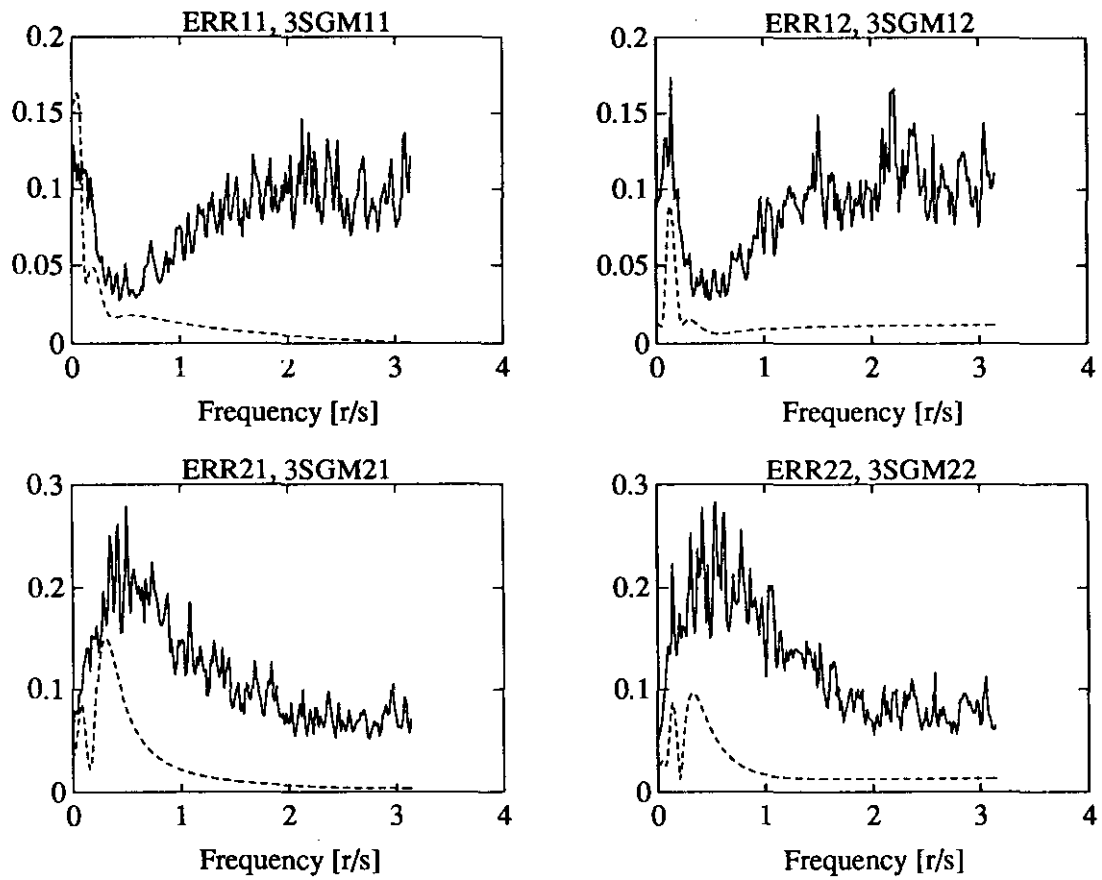 ERR11, 3SGM11
0.2
0.15
0.1
0.05
0
0 1 2 3 4
Frequency [r/s]
ERR12, 3SGM12
0.2
0.15
0.1
0.05
0
0 1 2 3 4
Frequency [r/s]
ERR21, 3SGM21
0.3
0.2
0.1
0
0 1 2 3 4
Frequency [r/s]
ERR22, 3SGM22
0.3
0.2
0.1
0
0 1 2 3 4
Frequency [r/s]